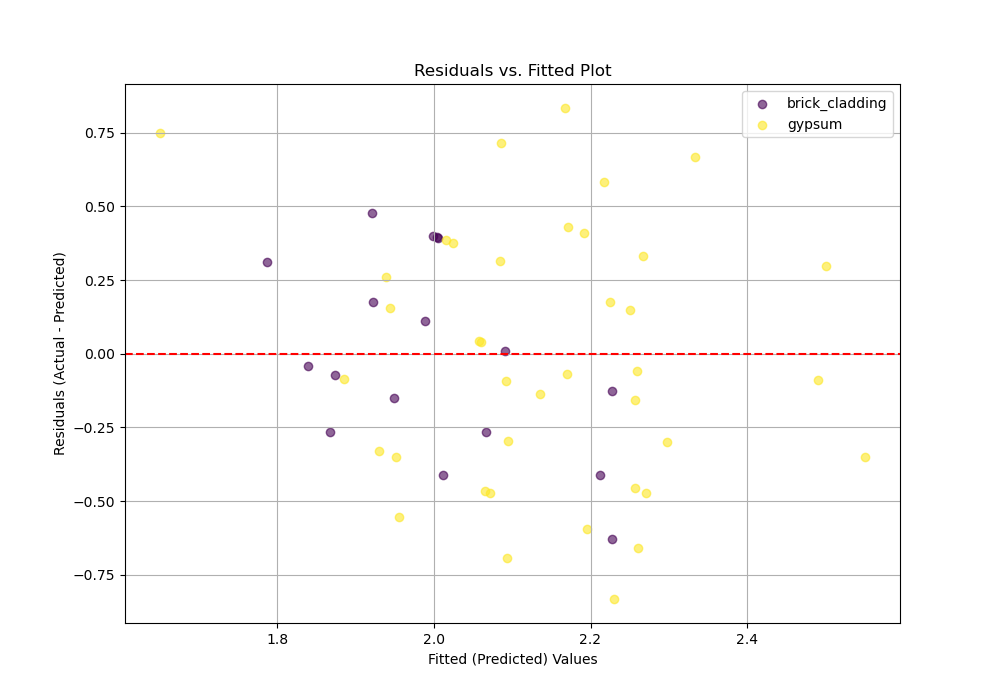 Residuals vs. Fitted Plot
brick_cladding
gypsum
Residuals (Actual - Predicted)
0.75
0.50
0.25
0.00
−0.25
−0.50
−0.75
1.8
2.0
2.2
2.4
Fitted (Predicted) Values